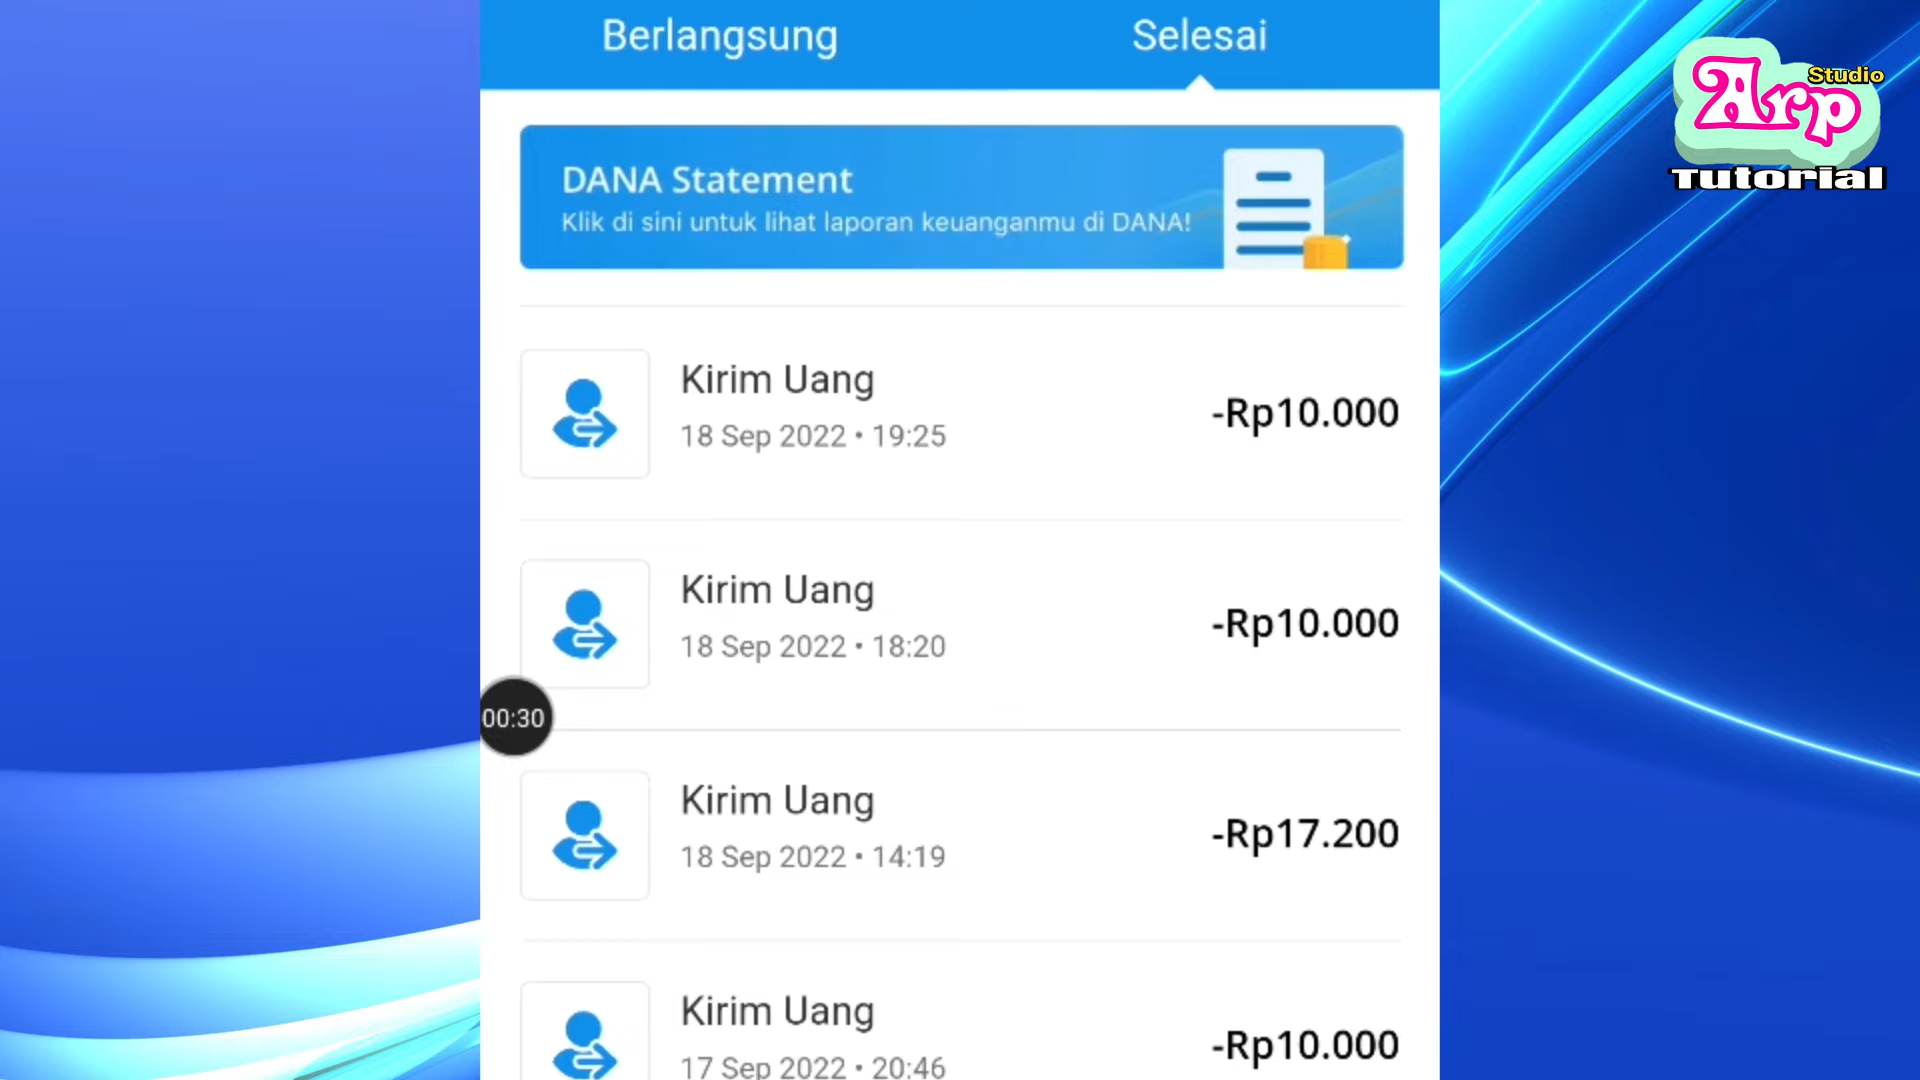 Berlangsung
Selesai
Studio
Arp
Tutorial
DANA Statement
Klik di sini untuk lihat laporan keuanganmu di DANA!
Kirim Uang
18 Sep 2022 • 19:25
-Rp10.000
Kirim Uang
18 Sep 2022 • 18:20
-Rp10.000
00:30
Kirim Uang
18 Sep 2022 • 14:19
-Rp17.200
Kirim Uang
17 Sep 2022 • 20:46
-Rp10.000